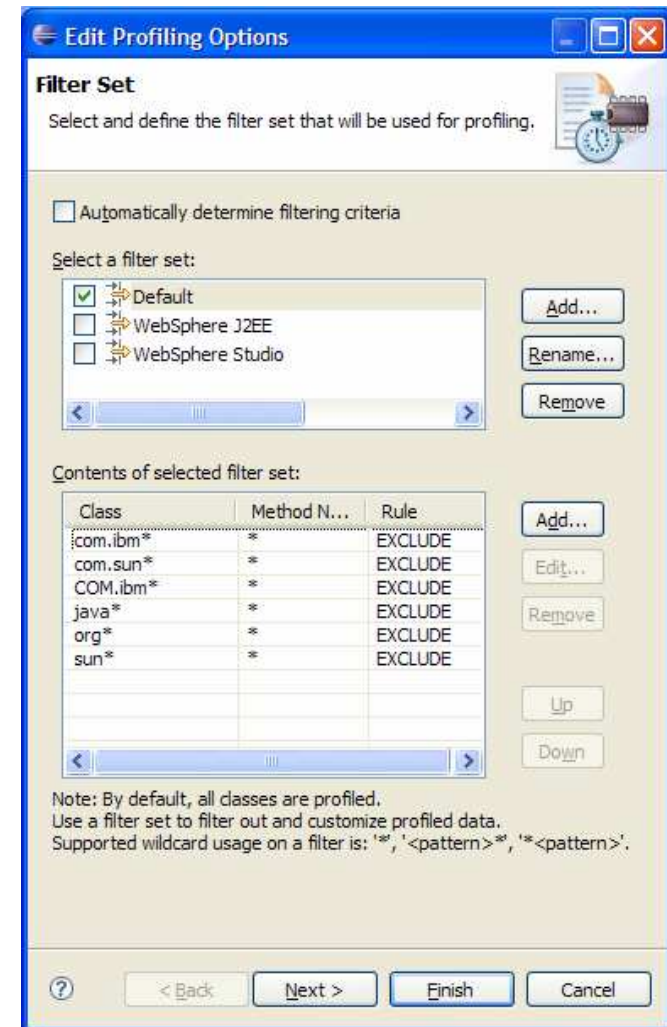 Edit Profiling Options
Filter Set
Select and define the filter set that will be used for profiling.
Automatically determine filtering criteria
Select a filter set:
Default
WebSphere J2EE
WebSphere Studio
Add...
Rename...
Remove
Contents of selected filter set:
Class Method N... Rule
com.ibm* * EXCLUDE
com.sun* * EXCLUDE
COM.ibm* * EXCLUDE
java* * EXCLUDE
org* * EXCLUDE
sun* * EXCLUDE
Add...
Edit...
Remove
Up
Down
Note: By default, all classes are profiled.
Use a filter set to filter out and customize profiled data.
Supported wildcard usage on a filter is: '*', '<pattern>*', '*<pattern>'.
? < Back Next > Finish Cancel